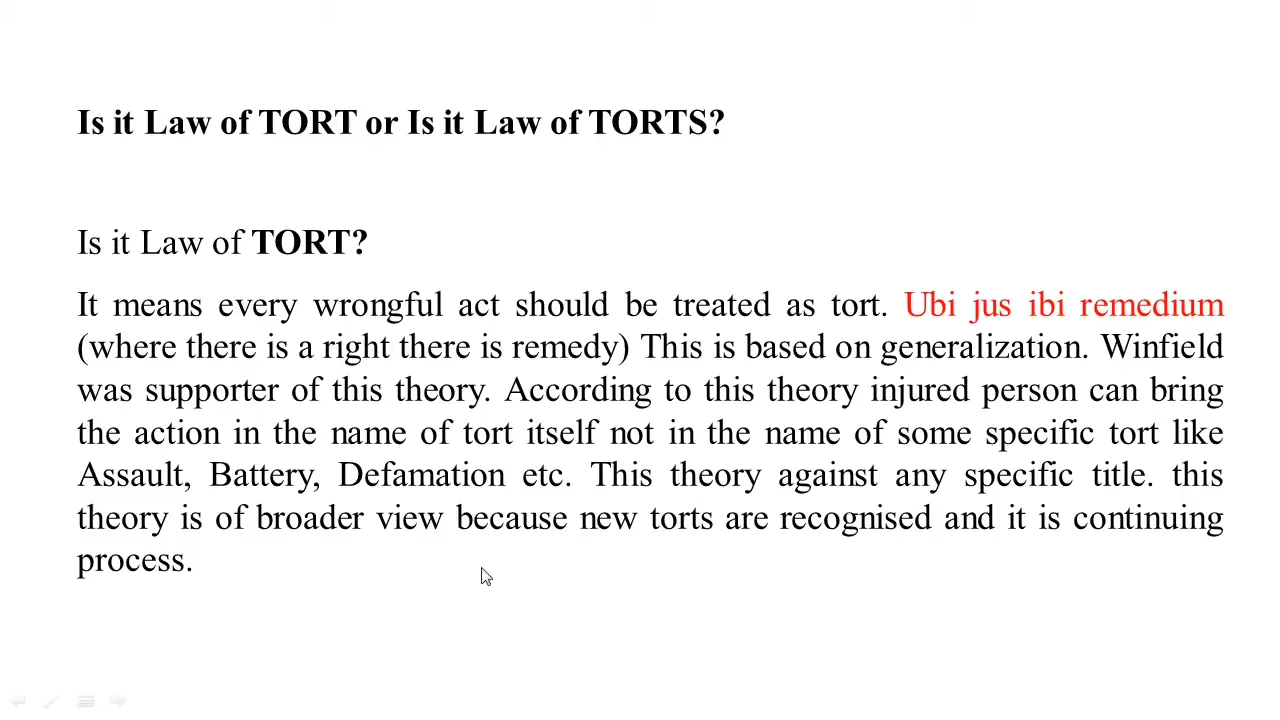 Is it Law of TORT or Is it Law of TORTS?
Is it Law of TORT?
It means every wrongful act should be treated as tort. Ubi jus ibi remedium
(where there is a right there is remedy) This is based on generalization. Winfield
was supporter of this theory. According to this theory injured person can bring
the action in the name of tort itself not in the name of some specific tort like
Assault, Battery, Defamation etc. This theory against any specific title. this
theory is of broader view because new torts are recognised and it is continuing
process.